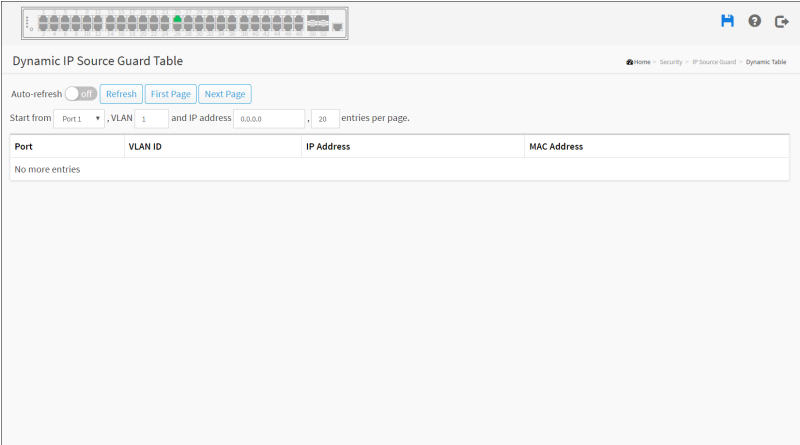 Dynamic IP Source Guard Table
Home > Security > IP Source Guard > Dynamic Table
Auto-refresh off Refresh First Page Next Page
Start from Port 1 , VLAN 1 and IP address 0.0.0.0 , 20 entries per page.
Port VLAN ID IP Address MAC Address
No more entries